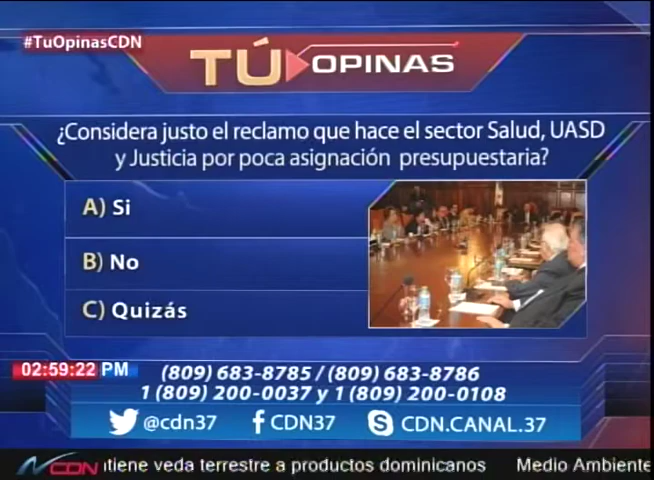 #TuOpinasCDN
TÚ OPINAS
¿Considera justo el reclamo que hace el sector Salud, UASD
y Justicia por poca asignación presupuestaria?
A) Si
B) No
C) Quizás
02:59:22 PM
(809) 683-8785 / (809) 683-8786
1 (809) 200-0037 y 1 (809) 200-0108
@cdn37 CDN37 CDN.CANAL.37
CDN tiene veda terrestre a productos dominicanos Medio Ambiente